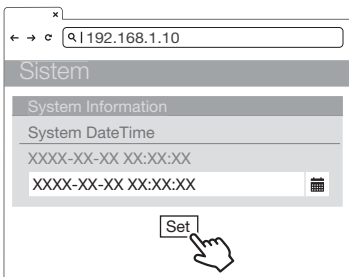 192.168.1.10
Sistem
System Information
System DateTime
XXXX-XX-XX XX:XX:XX
XXXX-XX-XX XX:XX:XX
Set